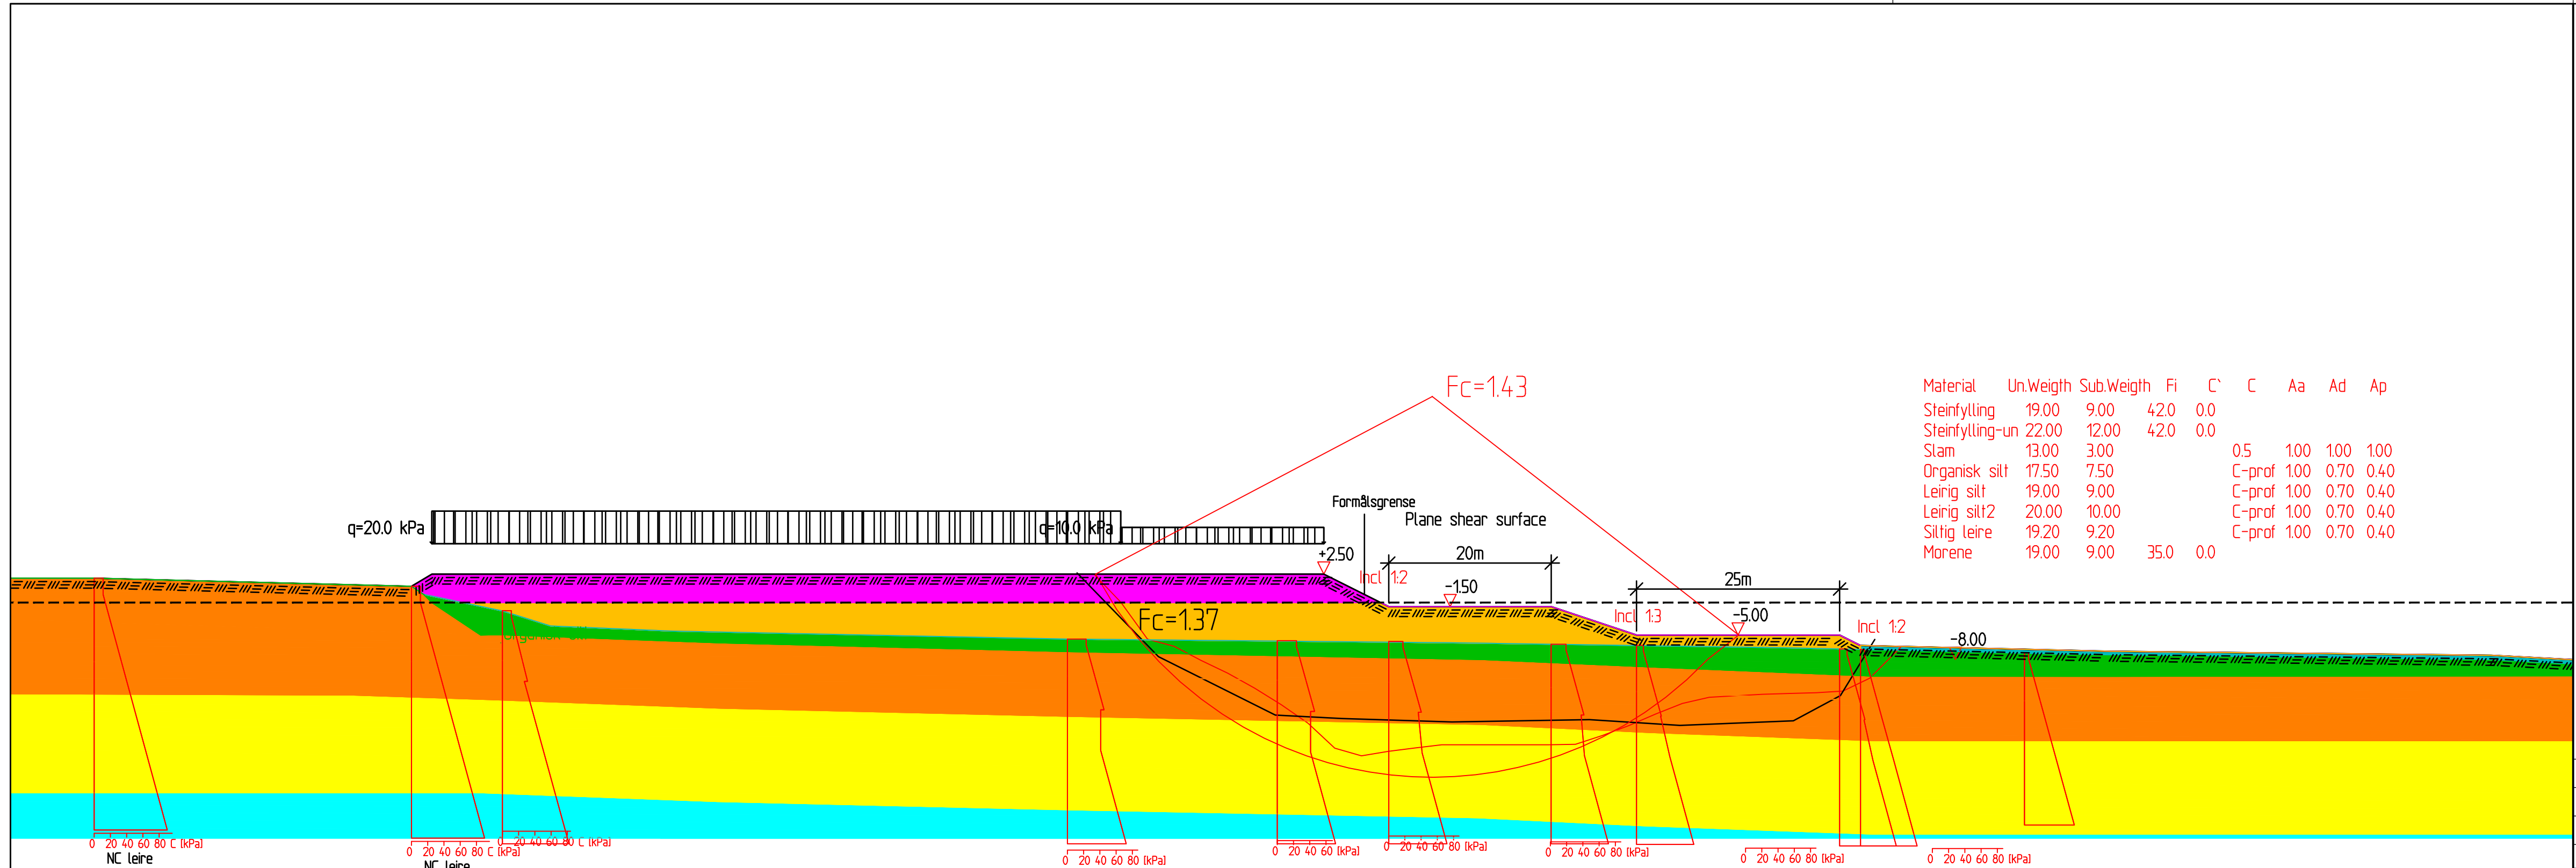 Fc=1.43
Material Un.Weigth Sub.Weigth Fi C` C Aa Ad Ap
Steinfylling 19.00 9.00 42.0 0.0
Steinfylling-un 22.00 12.00 42.0 0.0
Slam 13.00 3.00 0.5 1.00 1.00 1.00
Organisk silt 17.50 7.50 C-prof 1.00 0.70 0.40
Leirig silt 19.00 9.00 C-prof 1.00 0.70 0.40
Leirig silt2 20.00 10.00 C-prof 1.00 0.70 0.40
Siltig leire 19.20 9.20 C-prof 1.00 0.70 0.40
Morene 19.00 9.00 35.0 0.0
Formålsgrense
Plane shear surface
q=20.0 kPa
q=10.0 kPa
+2.50
20m
Incl 1:2
-1.50
25m
Fc=1.37
Incl 1:3
-5.00
Incl 1:2
-8.00
0 20 40 60 80 C [kPa]
NC leire
0 20 40 60 80 C [kPa]
NC leire
0 20 40 60 80 C [kPa]
0 20 40 60 80 [kPa]
0 20 40 60 [kPa]
0 20 40 60 80 [kPa]
0 20 40 60 80 [kPa]
0 20 40 60 80 [kPa]
0 20 40 60 80 [kPa]